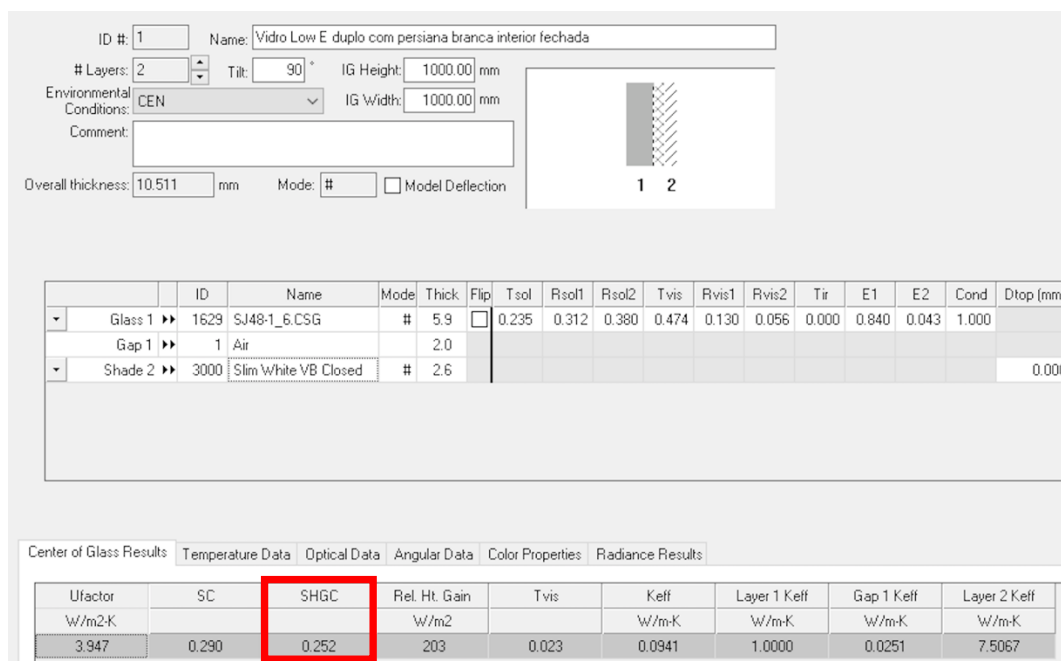 ID #: 1 Name: Vidro Low E duplo com persiana branca interior fechada
# Layers: 2 Tilt: 90 ° IG Height: 1000.00 mm
Environmental Conditions: CEN IG Width: 1000.00 mm
Comment:
Overall thickness: 10.511 mm Mode: # Model Deflection
1 2
ID Name Mode Thick Flip Tsol Rsol1 Rsol2 Tvis Rvis1 Rvis2 Tir E1 E2 Cond Dtop (mm
Glass 1 1629 SJ48-1_6.CSG # 5.9 0.235 0.312 0.380 0.474 0.130 0.056 0.000 0.840 0.043 1.000
Gap 1 1 Air 2.0
Shade 2 3000 Slim White VB Closed # 2.6 0.000
Center of Glass Results Temperature Data Optical Data Angular Data Color Properties Radiance Results
Ufactor SC SHGC Rel. Ht. Gain Tvis Keff Layer 1 Keff Gap 1 Keff Layer 2 Keff
W/m2-K W/m2 W/m-K W/m-K W/m-K W/m-K
3.947 0.290 0.252 203 0.023 0.0941 1.0000 0.0251 7.5067